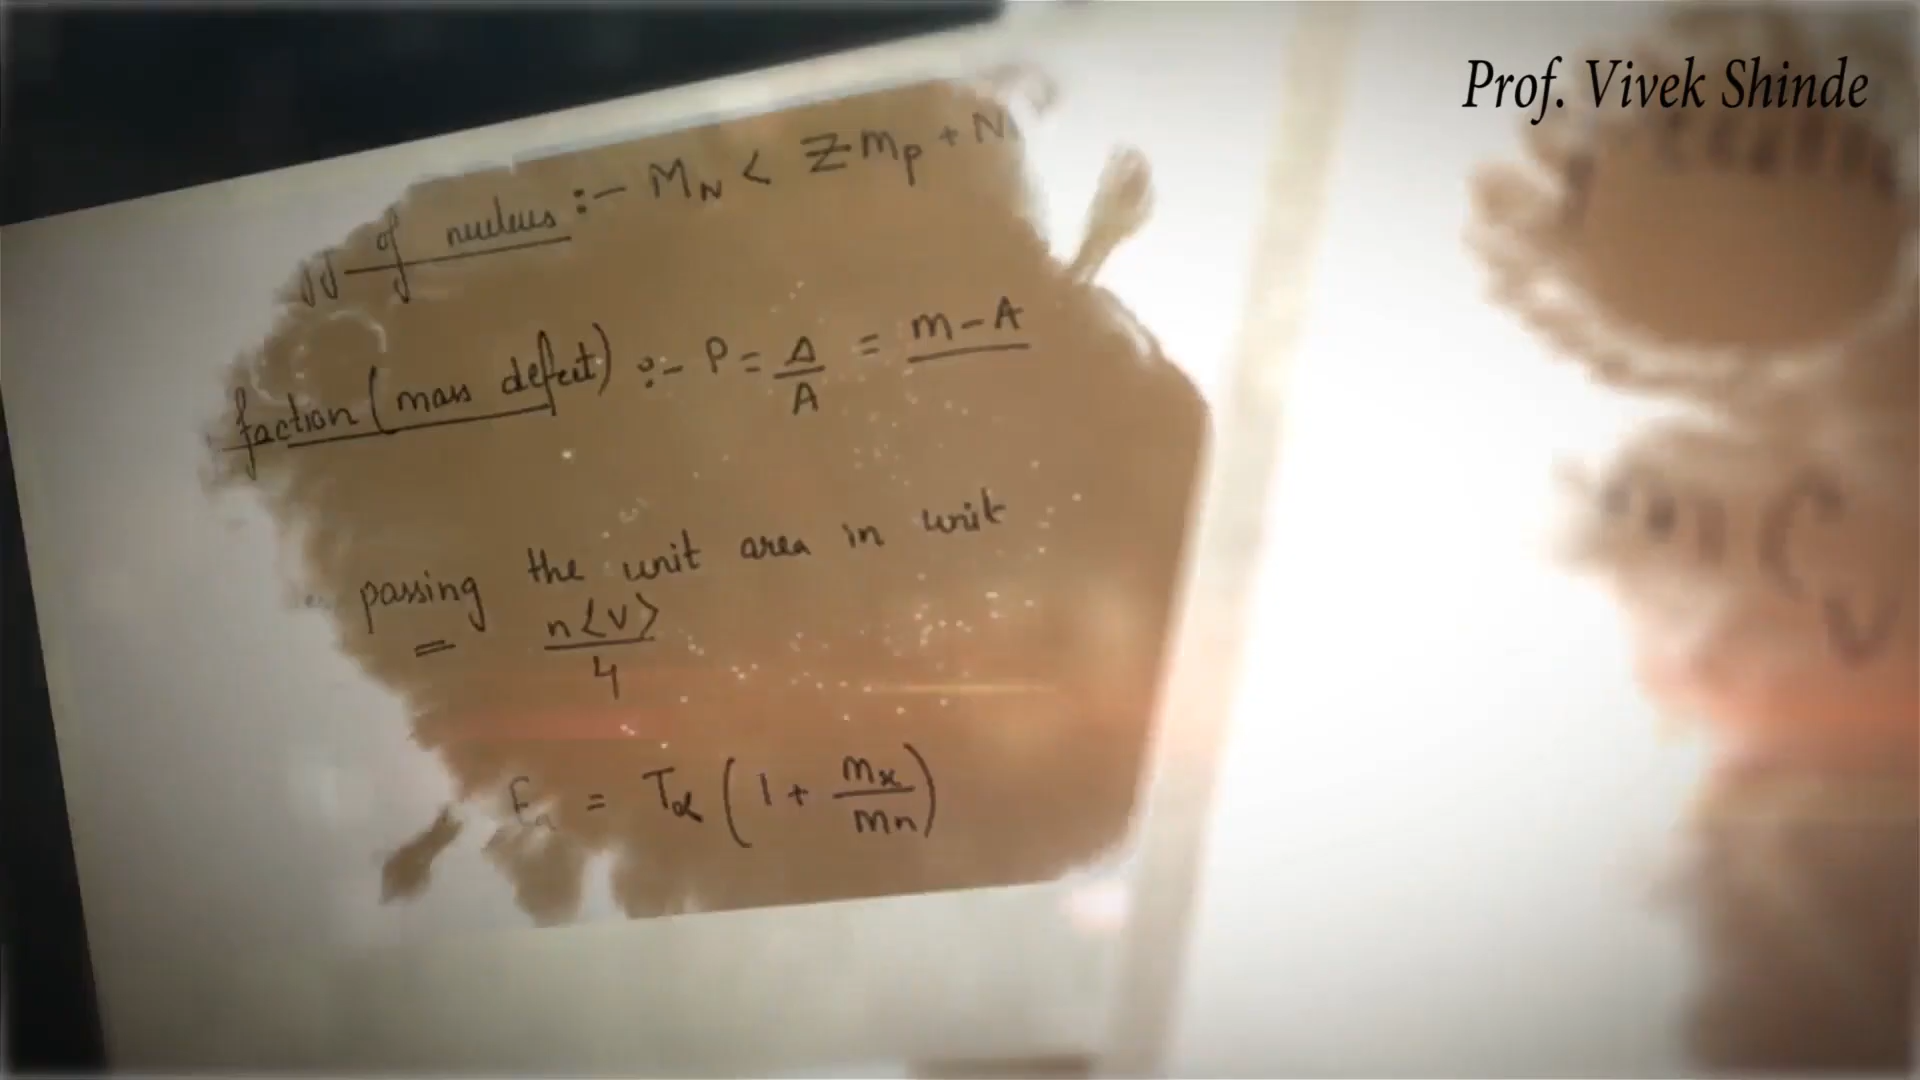 Prof. Vivek Shinde
of nucleus :- M_N < Zm_p + N
faction (mass defect) :- P = Δ/A = m-A
passing the unit area in unit
= n⟨v⟩/4
= T_α (1 + m_x/m_n)